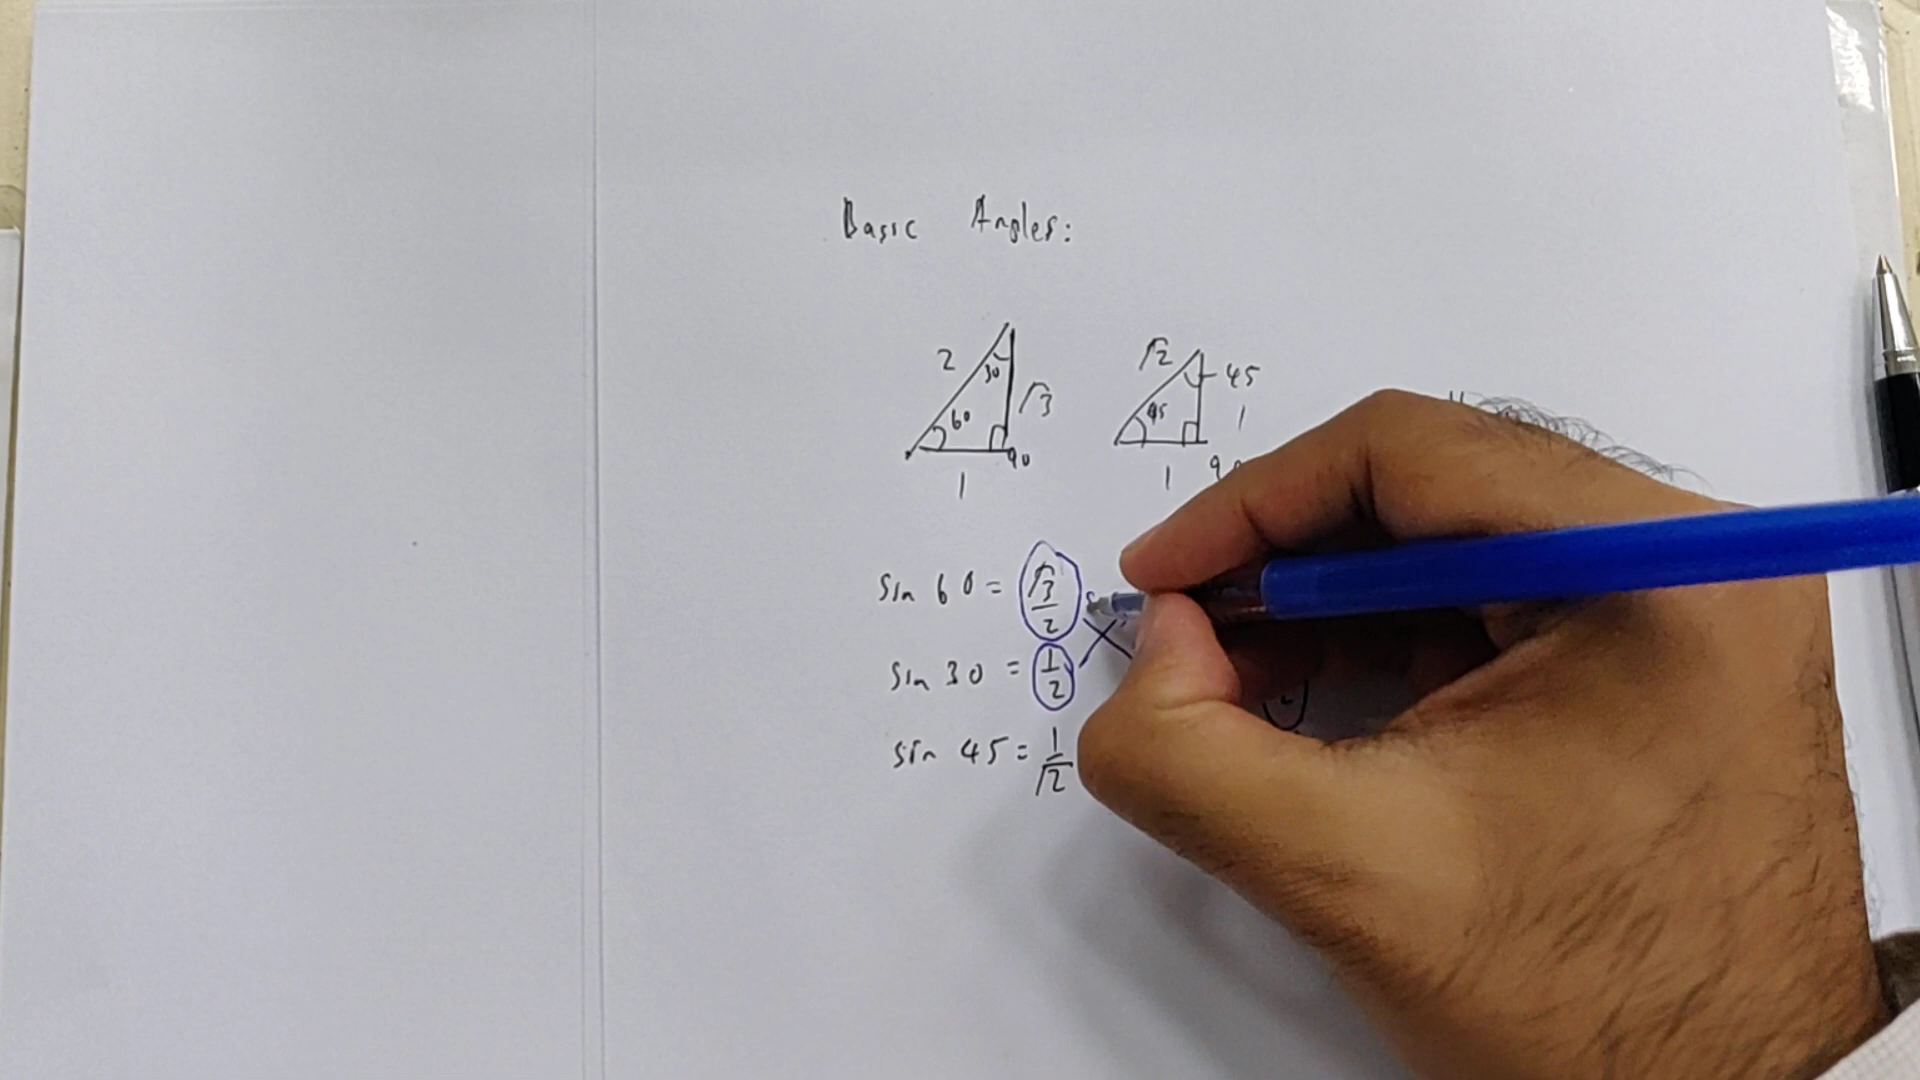 Basic Angles:
2 30 60 √3 90 1
√2 45 45 1 1
sin 60 = √3/2
sin 30 = 1/2
sin 45 = 1/√2